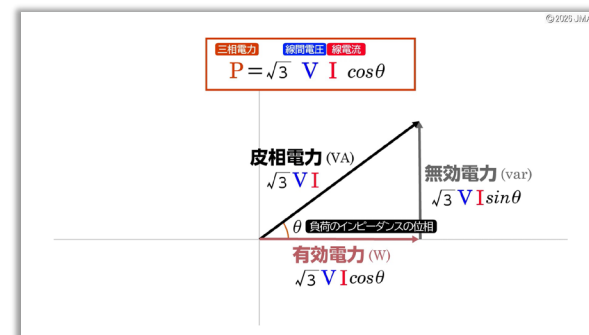 ©2026 JMA
三相電力 線間電圧 線電流
P=√3 V I cosθ
皮相電力(VA)
√3 V I
無効電力(var)
√3 V I sinθ
θ 負荷のインピーダンスの位相
有効電力(W)
√3 V I cosθ